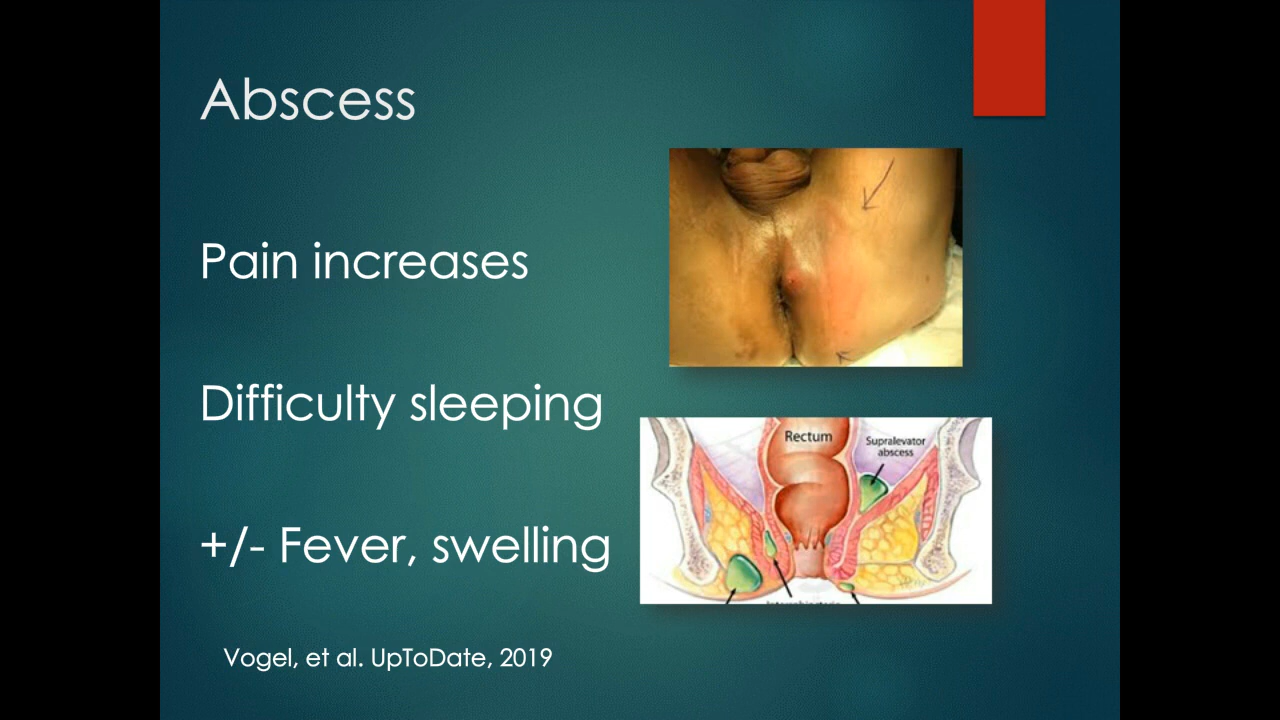 Abscess
Pain increases
Difficulty sleeping
+/- Fever, swelling
Vogel, et al. UpToDate, 2019
Rectum
Supralevator
abscess